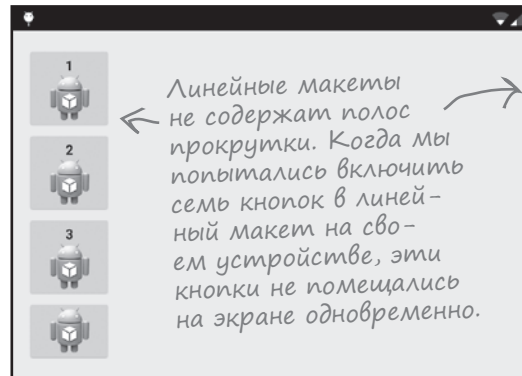 1
2
3
Линейные макеты
не содержат полос
прокрутки. Когда мы
попытались включить
семь кнопок в линей-
ный макет на сво-
ем устройстве, эти
кнопки не помещались
на экране одновременно.